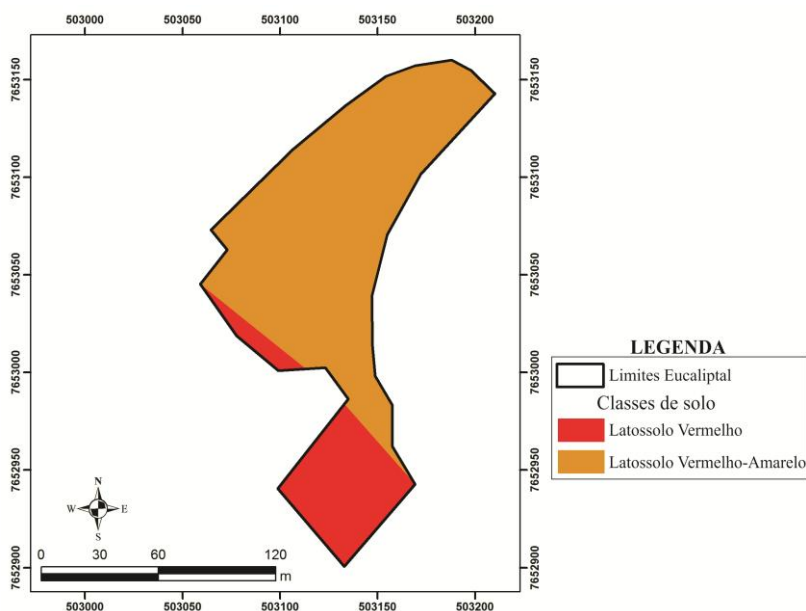 503000 503050 503100 503150 503200
7653150 7653150
7653100 7653100
7653050 7653050
7653000 7653000
7652950 7652950
7652900 7652900
LEGENDA
Limites Eucaliptal
Classes de solo
Latossolo Vermelho
Latossolo Vermelho-Amarelo
N
W E
S
0 30 60 120
m
503000 503050 503100 503150 503200